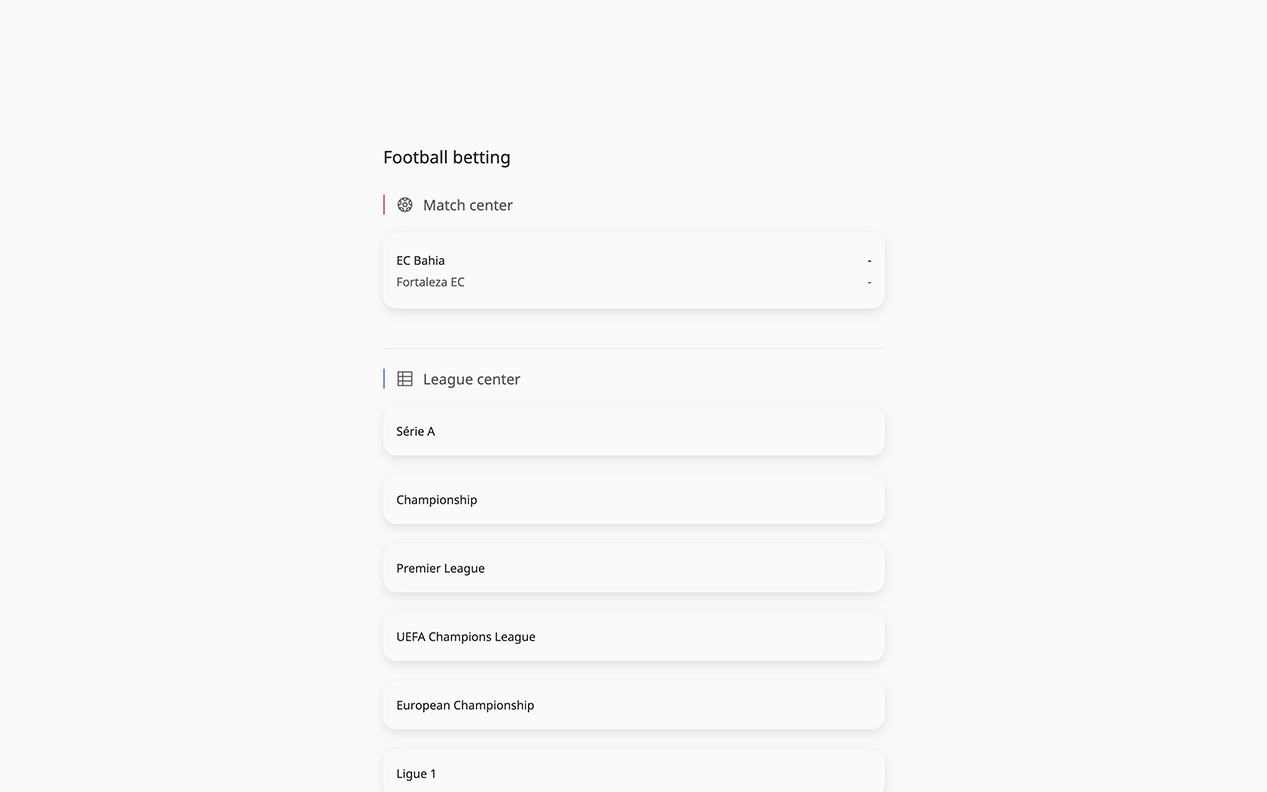 Football betting
Match center
EC Bahia -
Fortaleza EC -
League center
Série A
Championship
Premier League
UEFA Champions League
European Championship
Ligue 1